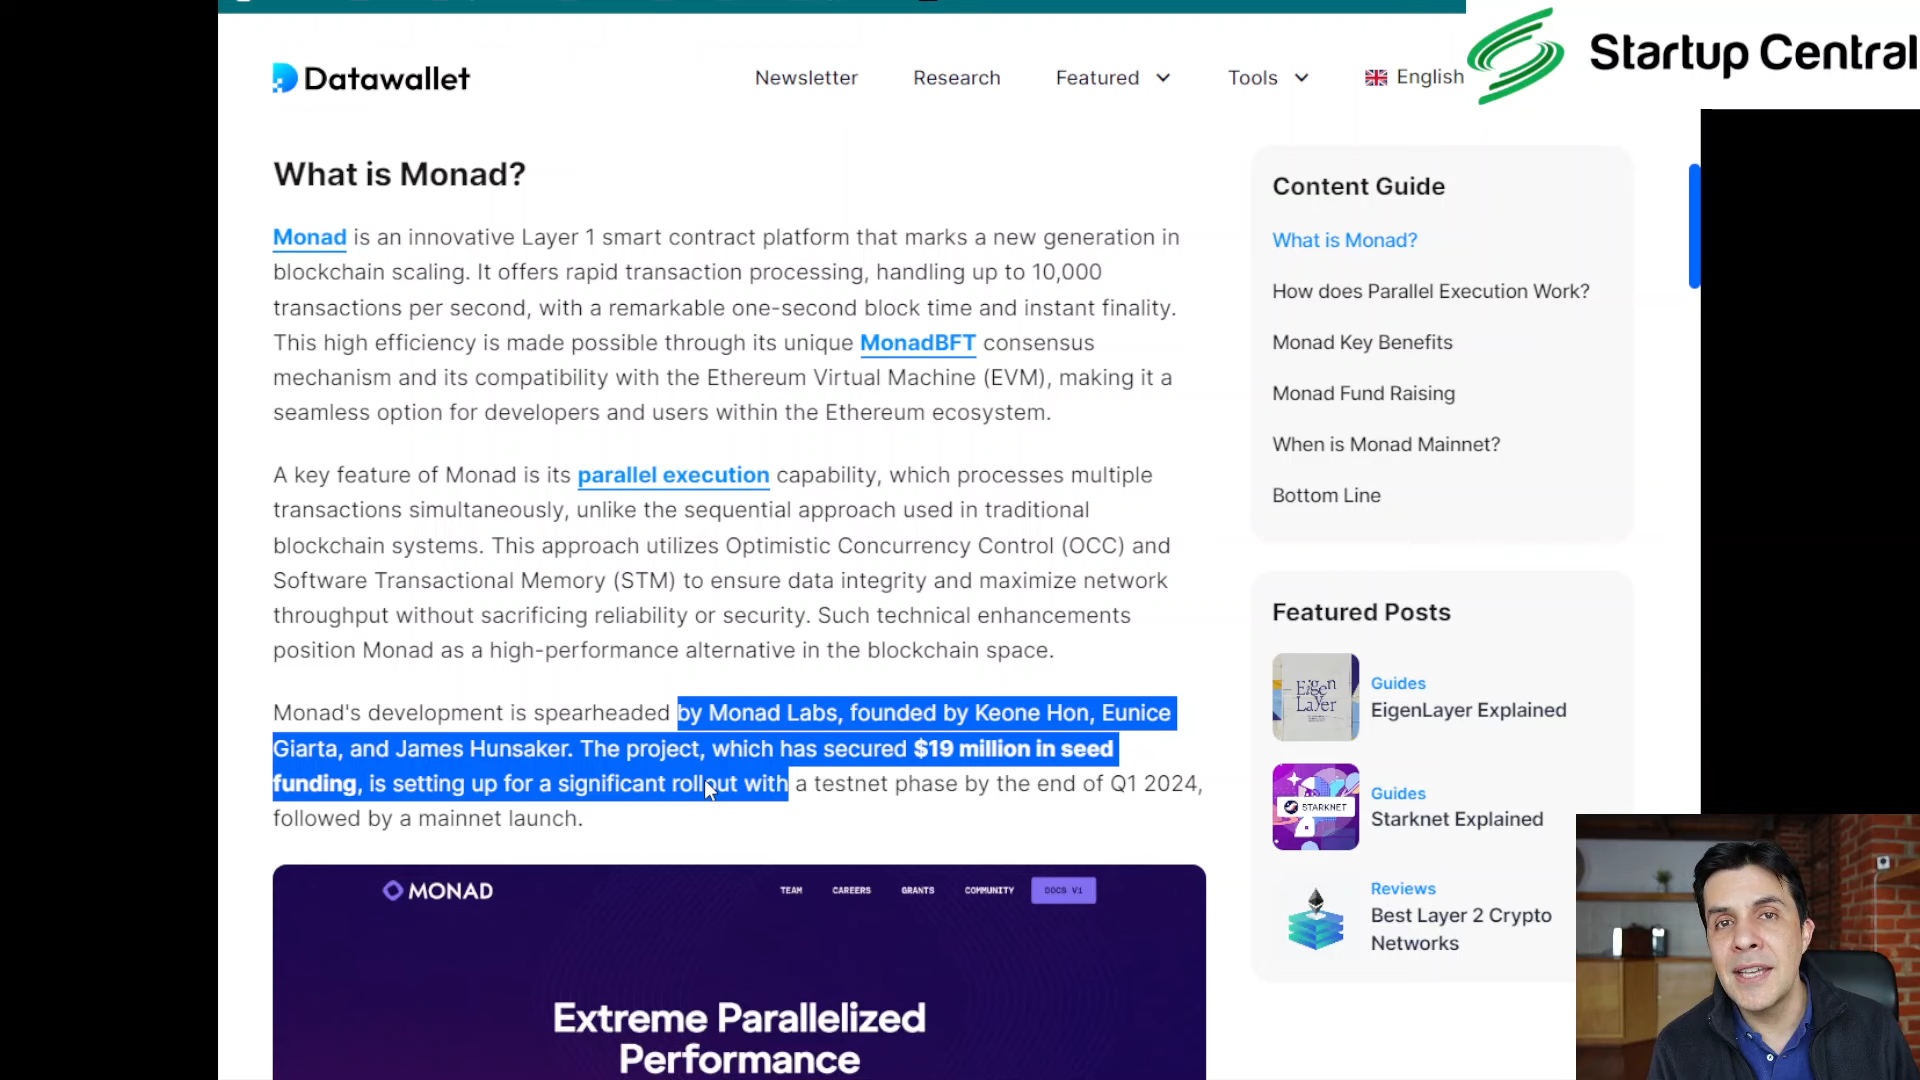 Datawallet
Newsletter
Research
Featured
Tools
English
Startup Central
What is Monad?
Monad is an innovative Layer 1 smart contract platform that marks a new generation in
blockchain scaling. It offers rapid transaction processing, handling up to 10,000
transactions per second, with a remarkable one-second block time and instant finality.
This high efficiency is made possible through its unique MonadBFT consensus
mechanism and its compatibility with the Ethereum Virtual Machine (EVM), making it a
seamless option for developers and users within the Ethereum ecosystem.
A key feature of Monad is its parallel execution capability, which processes multiple
transactions simultaneously, unlike the sequential approach used in traditional
blockchain systems. This approach utilizes Optimistic Concurrency Control (OCC) and
Software Transactional Memory (STM) to ensure data integrity and maximize network
throughput without sacrificing reliability or security. Such technical enhancements
position Monad as a high-performance alternative in the blockchain space.
Monad's development is spearheaded by Monad Labs, founded by Keone Hon, Eunice
Giarta, and James Hunsaker. The project, which has secured $19 million in seed
funding, is setting up for a significant rollout with a testnet phase by the end of Q1 2024,
followed by a mainnet launch.
MONAD
TEAM
CAREERS
GRANTS
COMMUNITY
DOCS V1
Extreme Parallelized
Performance
Content Guide
What is Monad?
How does Parallel Execution Work?
Monad Key Benefits
Monad Fund Raising
When is Monad Mainnet?
Bottom Line
Featured Posts
Eigen
Layer
Guides
EigenLayer Explained
STARKNET
Guides
Starknet Explained
Reviews
Best Layer 2 Crypto
Networks